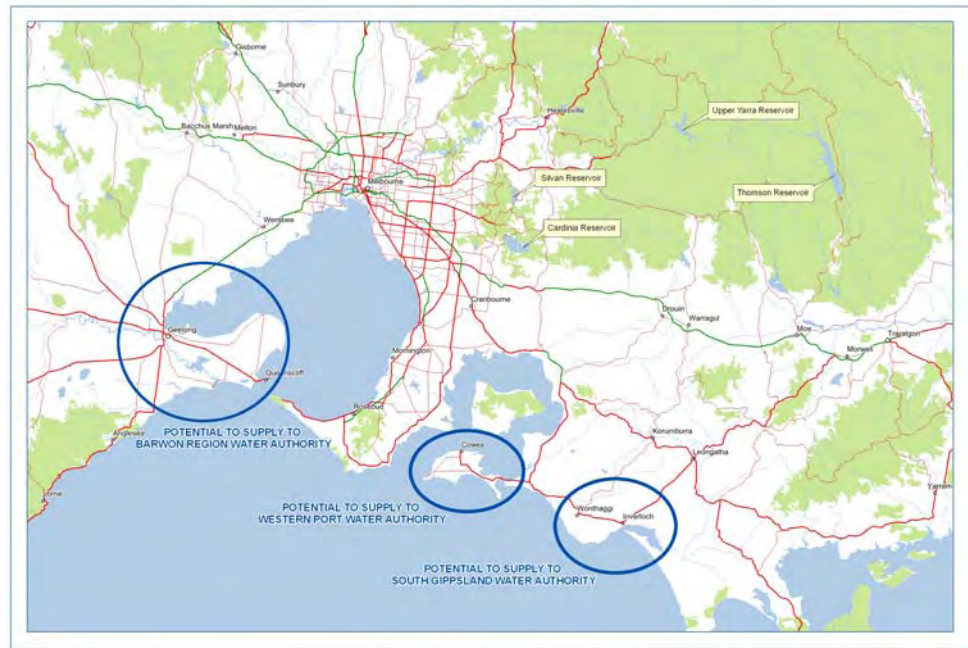 Gisborne
Sunbury
Healesville
Upper Yarra Reservoir
Bacchus Marsh
Melton
Melbourne
Silvan Reservoir
Thomson Reservoir
Werribee
Cardinia Reservoir
Cranbourne
Drouin
Warragul
Geelong
Moe
Traralgon
Morwell
Mornington
Queenscliff
Rosebud
POTENTIAL TO SUPPLY TO
BARWON REGION WATER AUTHORITY
Anglesea
Korumburra
Cowes
Leongatha
Lorne
Yarram
POTENTIAL TO SUPPLY TO
WESTERN PORT WATER AUTHORITY
Wonthaggi
Inverloch
POTENTIAL TO SUPPLY TO
SOUTH GIPPSLAND WATER AUTHORITY